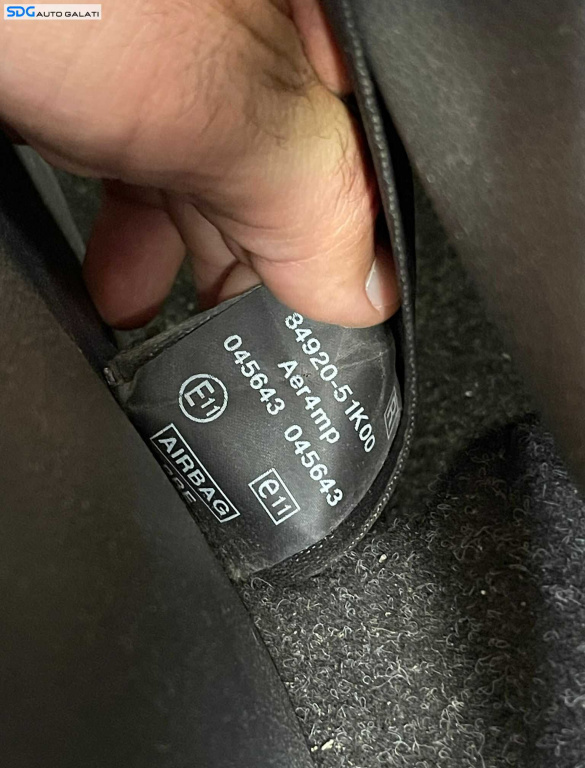 SDG AUTO GALATI
84920-51K00
Aer4mp
045643 045643
E11
e11
AIRBAG